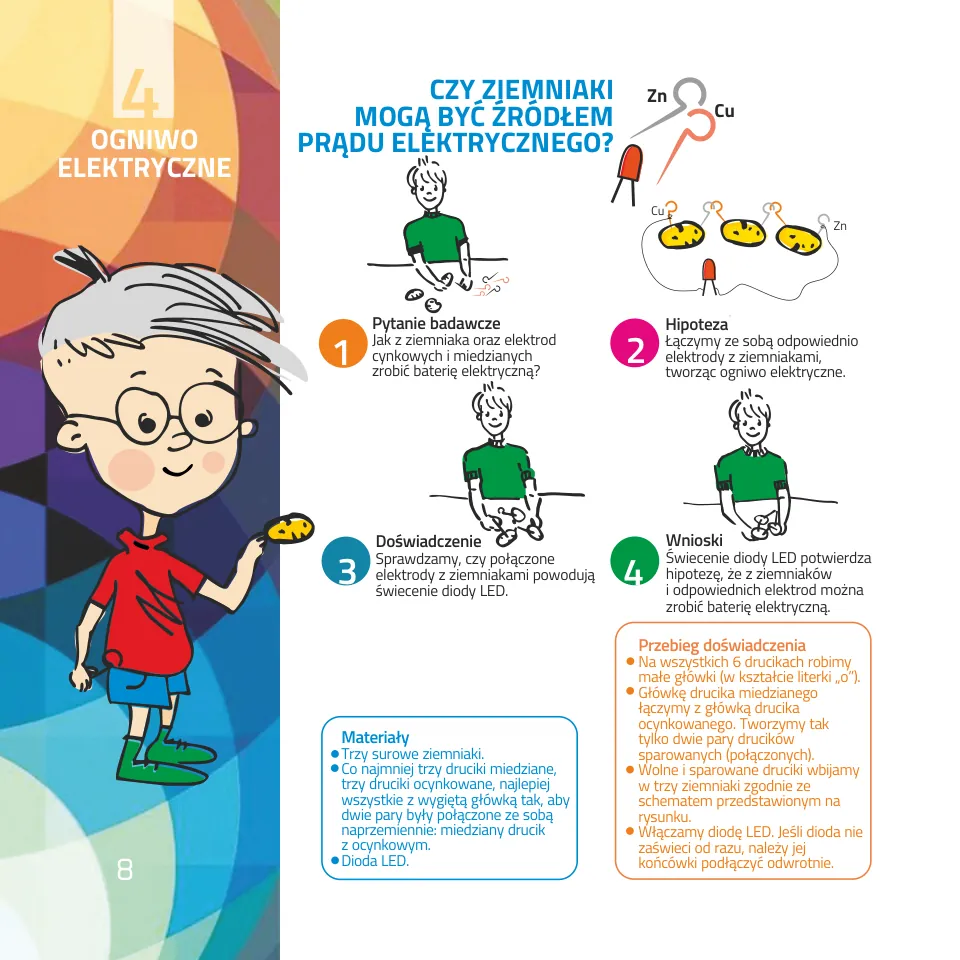 4
OGNIWO
ELEKTRYCZNE
CZY ZIEMNIAKI
MOGĄ BYĆ ŹRÓDŁEM
PRĄDU ELEKTRYCZNEGO?
Zn
Cu
Cu
Zn
1
Pytanie badawcze
Jak z ziemniaka oraz elektrod
cynkowych i miedzianych
zrobić baterię elektryczną?
2
Hipoteza
Łączymy ze sobą odpowiednio
elektrody z ziemniakami,
tworząc ogniwo elektryczne.
3
Doświadczenie
Sprawdzamy, czy połączone
elektrody z ziemniakami powodują
świecenie diody LED.
4
Wnioski
Świecenie diody LED potwierdza
hipotezę, że z ziemniaków
i odpowiednich elektrod można
zrobić baterię elektryczną.
Materiały
● Trzy surowe ziemniaki.
● Co najmniej trzy druciki miedziane,
trzy druciki ocynkowane, najlepiej
wszystkie z wygiętą główką tak, aby
dwie pary były połączone ze sobą
naprzemiennie: miedziany drucik
z ocynkowym.
● Dioda LED.
Przebieg doświadczenia
● Na wszystkich 6 drucikach robimy
małe główki (w kształcie literki „o”).
● Główkę drucika miedzianego
łączymy z główką drucika
ocynkowanego. Tworzymy tak
tylko dwie pary drucików
sparowanych (połączonych).
● Wolne i sparowane druciki wbijamy
w trzy ziemniaki zgodnie ze
schematem przedstawionym na
rysunku.
● Włączamy diodę LED. Jeśli dioda nie
zaświeci od razu, należy jej
końcówki podłączyć odwrotnie.
8